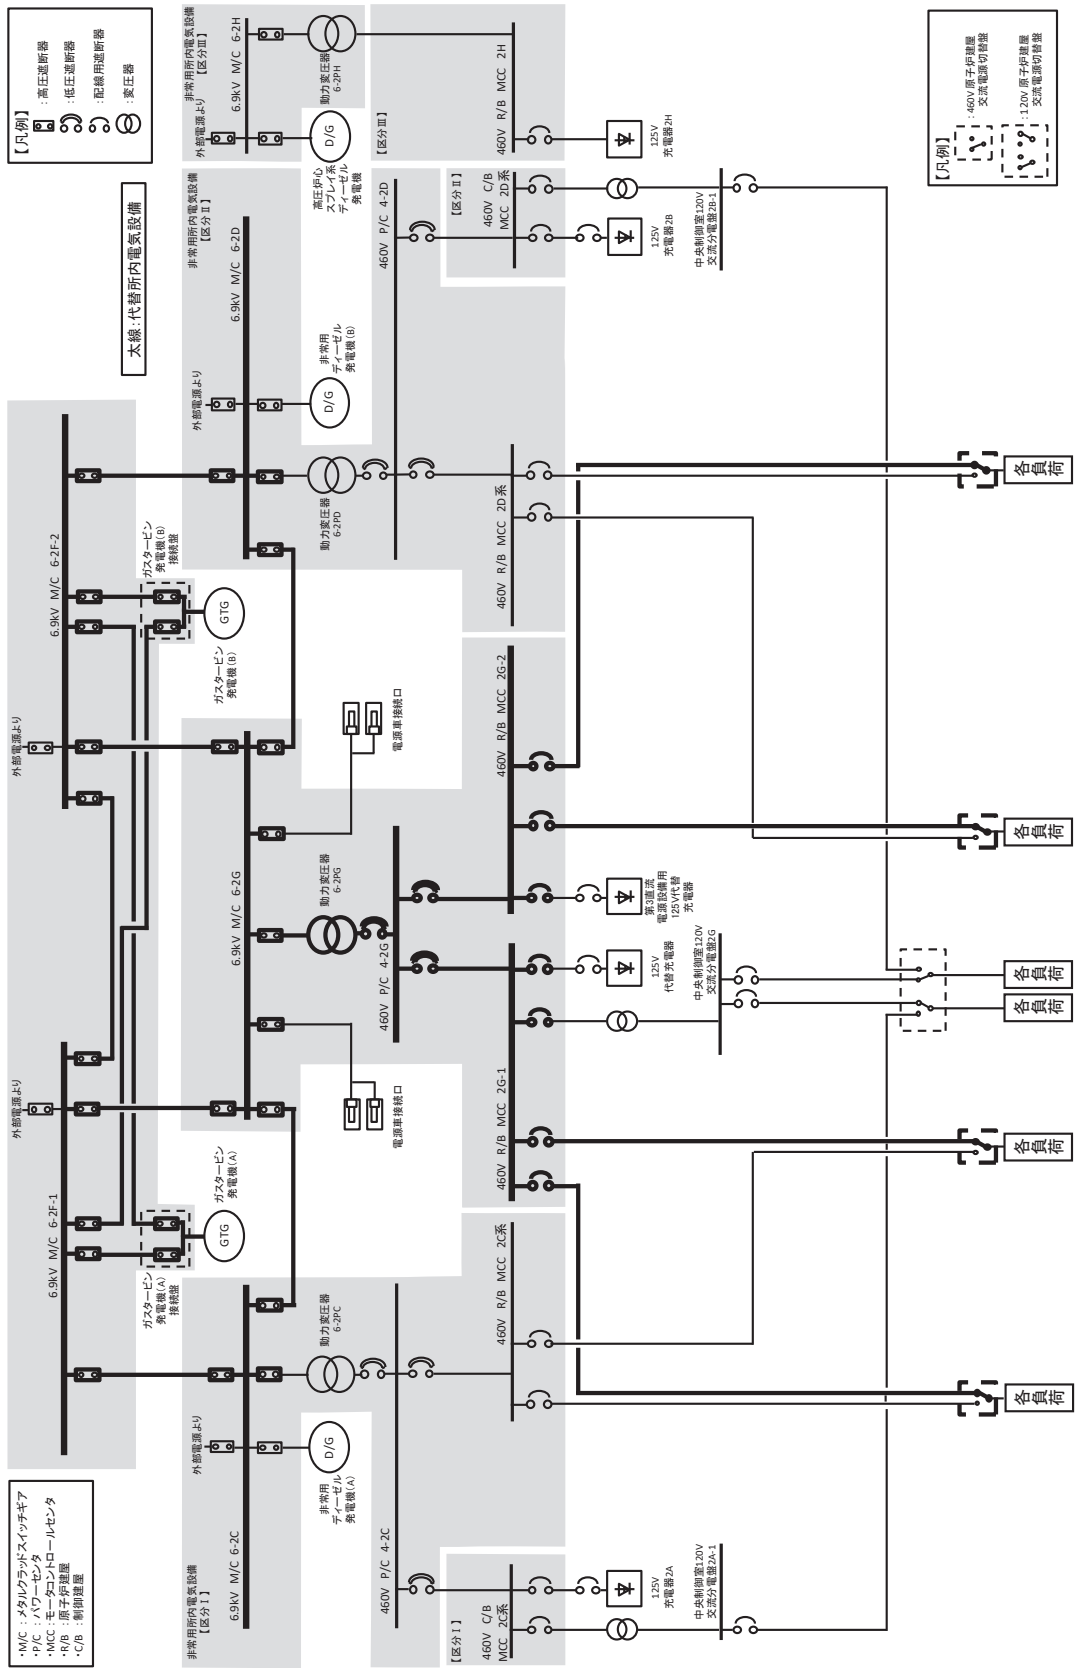 ・M/C ：メタルクラッドスイッチギア
・P/C ：パワーセンタ
・MCC ：モータコントロールセンタ
・R/B ：原子炉建屋
・C/B ：制御建屋
太線：代替所内電気設備
【凡例】
：高圧遮断器
：低圧遮断器
：配線用遮断器
：変圧器
外部電源より
6.9kV M/C 6-2F-1
外部電源より
6.9kV M/C 6-2F-2
ガスタービン
発電機(A)
接続盤
GTG
ガスタービン
発電機(A)
ガスタービン
発電機(B)
接続盤
GTG
ガスタービン
発電機(B)
非常用所内電気設備
【区分Ⅰ】
6.9kV M/C 6-2C
外部電源より
6.9kV M/C 6-2G
非常用所内電気設備
【区分Ⅱ】
6.9kV M/C 6-2D
外部電源より
非常用所内電気設備
【区分Ⅲ】
6.9kV M/C 6-2H
外部電源より
非常用
ディーゼル
発電機(A)
D/G
動力変圧器
6-2PC
電源車接続口
動力変圧器
6-2PG
電源車接続口
動力変圧器
6-2PD
D/G
非常用
ディーゼル
発電機(B)
高圧炉心
スプレイ系
ディーゼル
発電機
D/G
動力変圧器
6-2PH
460V P/C 4-2C
460V P/C 4-2G
460V P/C 4-2D
【区分Ⅰ】
460V C/B
MCC 2C系
460V R/B MCC 2C系
460V R/B MCC 2G-1
460V R/B MCC 2G-2
460V R/B MCC 2D系
【区分Ⅱ】
460V C/B
MCC 2D系
【区分Ⅲ】
460V R/B MCC 2H
125V
充電器2A
125V
代替充電器
第3直流
電源設備用
125V代替
充電器
125V
充電器2B
125V
充電器2H
中央制御室120V
交流分電盤2A-1
中央制御室120V
交流分電盤2G
中央制御室120V
交流分電盤2B-1
各負荷
各負荷
各負荷
各負荷
各負荷
各負荷
【凡例】
：460V 原子炉建屋
交流電源切替盤
：120V 原子炉建屋
交流電源切替盤